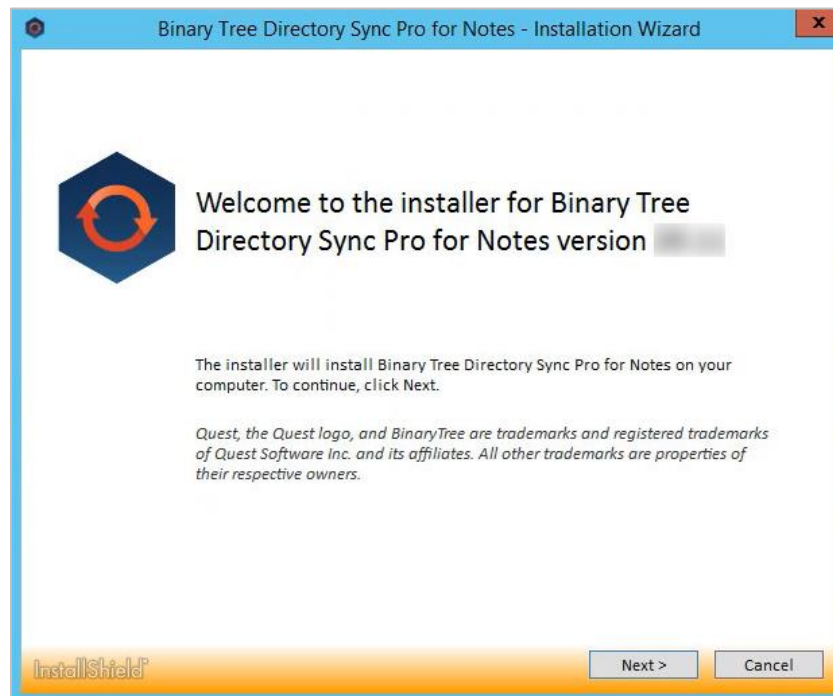 Binary Tree Directory Sync Pro for Notes - Installation Wizard
x
Welcome to the installer for Binary Tree
Directory Sync Pro for Notes version
The installer will install Binary Tree Directory Sync Pro for Notes on your
computer. To continue, click Next.
Quest, the Quest logo, and BinaryTree are trademarks and registered trademarks
of Quest Software Inc. and its affiliates. All other trademarks are properties of
their respective owners.
InstallShield
Next >
Cancel